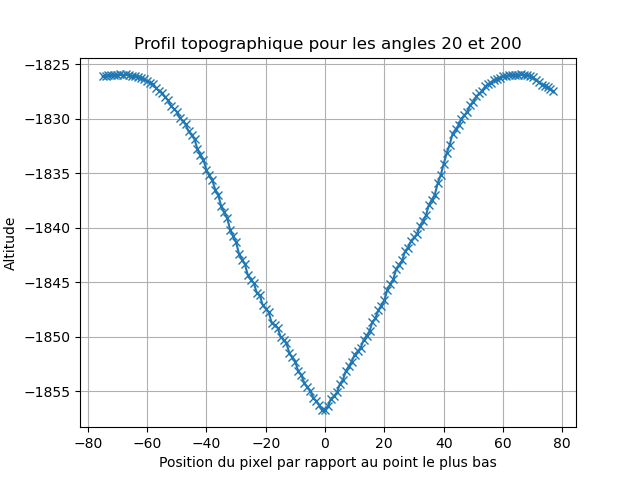 Profil topographique pour les angles 20 et 200
−1825
−1830
−1835
−1840
−1845
−1850
−1855
Altitude
−80 −60 −40 −20 0 20 40 60 80
Position du pixel par rapport au point le plus bas